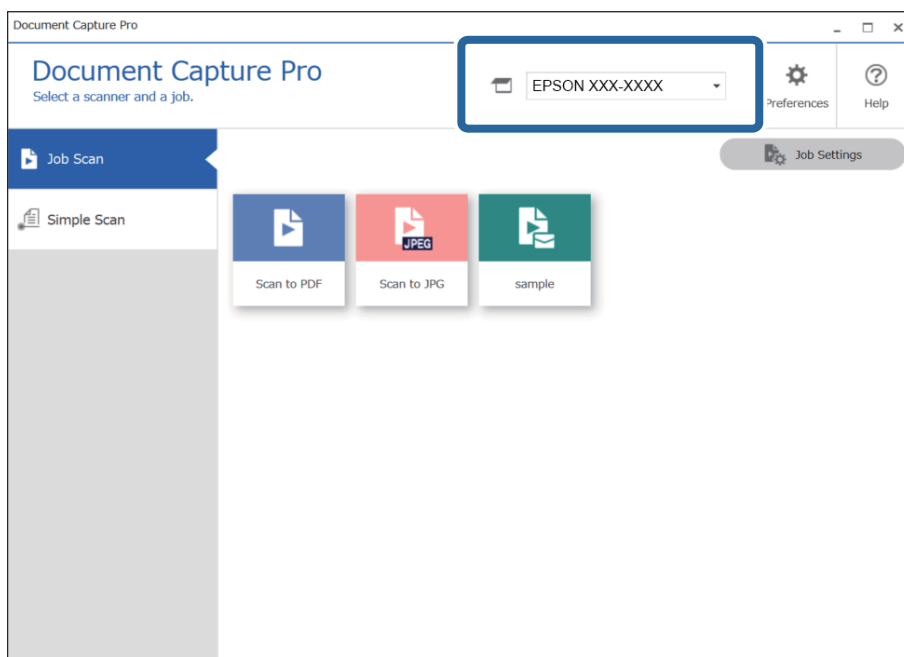 Document Capture Pro
Document Capture Pro
Select a scanner and a job.
EPSON XXX-XXXX
Preferences
Help
Job Scan
Job Settings
Simple Scan
JPEG
Scan to PDF
Scan to JPG
sample